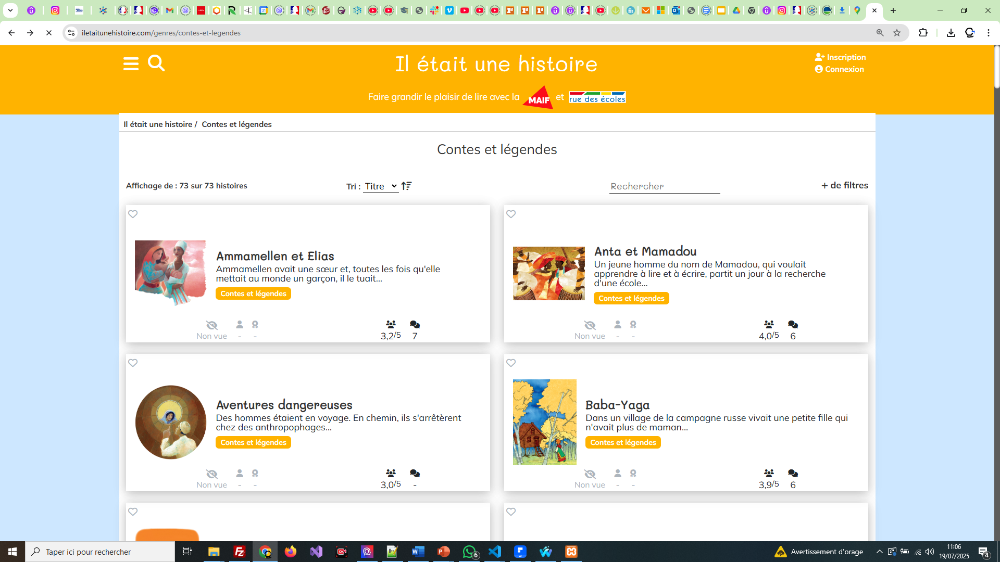 iletaitunehistoire.com/genres/contes-et-legendes
Il était une histoire
Inscription
Connexion
Faire grandir le plaisir de lire avec la MAIF et rue des écoles
Il était une histoire / Contes et légendes
Contes et légendes
Affichage de : 73 sur 73 histoires
Tri : Titre
Rechercher
+ de filtres
Ammamellen et Elias
Ammamellen avait une sœur et, toutes les fois qu'elle
mettait au monde un garçon, il le tuait...
Contes et légendes
Non vue - -
3,2/5 7
Anta et Mamadou
Un jeune homme du nom de Mamadou, qui voulait
apprendre à lire et à écrire, partit un jour à la recherche
d'une école...
Contes et légendes
Non vue - -
4,0/5 6
Aventures dangereuses
Des hommes étaient en voyage. En chemin, ils s'arrêtèrent
chez des anthropophages...
Contes et légendes
Non vue - -
3,0/5 -
Baba-Yaga
Dans un village de la campagne russe vivait une petite fille qui
n'avait plus de maman...
Contes et légendes
Non vue - -
3,9/5 6
Taper ici pour rechercher
6
Avertissement d'orage
11:06
19/07/2025
4